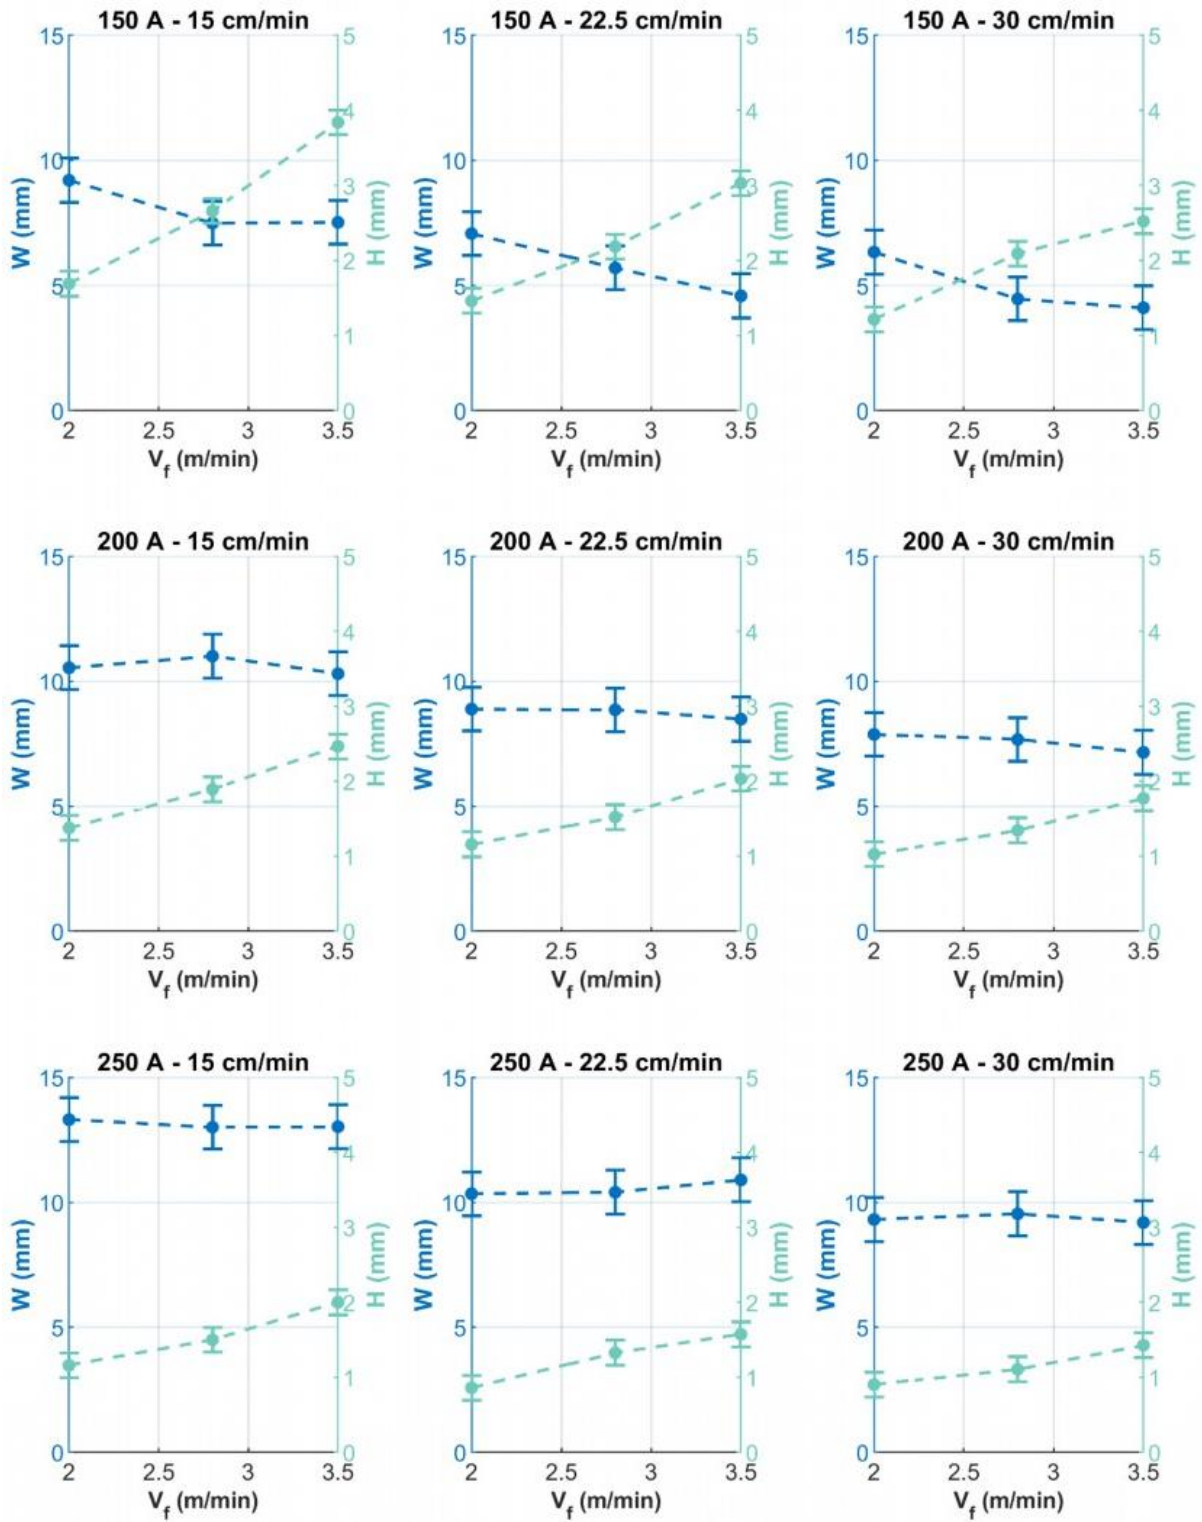 150 A - 15 cm/min
150 A - 22.5 cm/min
150 A - 30 cm/min
15 5 15 5 15 5
4 4 4
10 10 10
3 3 3
W (mm) H (mm) W (mm) H (mm) W (mm) H (mm)
2 2 2
5 5 5
1 1 1
0 0 0 0 0 0
2 2.5 3 3.5 2 2.5 3 3.5 2 2.5 3 3.5
Vf (m/min) Vf (m/min) Vf (m/min)
200 A - 15 cm/min
200 A - 22.5 cm/min
200 A - 30 cm/min
15 5 15 5 15 5
4 4 4
10 10 10
3 3 3
W (mm) H (mm) W (mm) H (mm) W (mm) H (mm)
2 2 2
5 5 5
1 1 1
0 0 0 0 0 0
2 2.5 3 3.5 2 2.5 3 3.5 2 2.5 3 3.5
Vf (m/min) Vf (m/min) Vf (m/min)
250 A - 15 cm/min
250 A - 22.5 cm/min
250 A - 30 cm/min
15 5 15 5 15 5
4 4 4
10 10 10
3 3 3
W (mm) H (mm) W (mm) H (mm) W (mm) H (mm)
2 2 2
5 5 5
1 1 1
0 0 0 0 0 0
2 2.5 3 3.5 2 2.5 3 3.5 2 2.5 3 3.5
Vf (m/min) Vf (m/min) Vf (m/min)